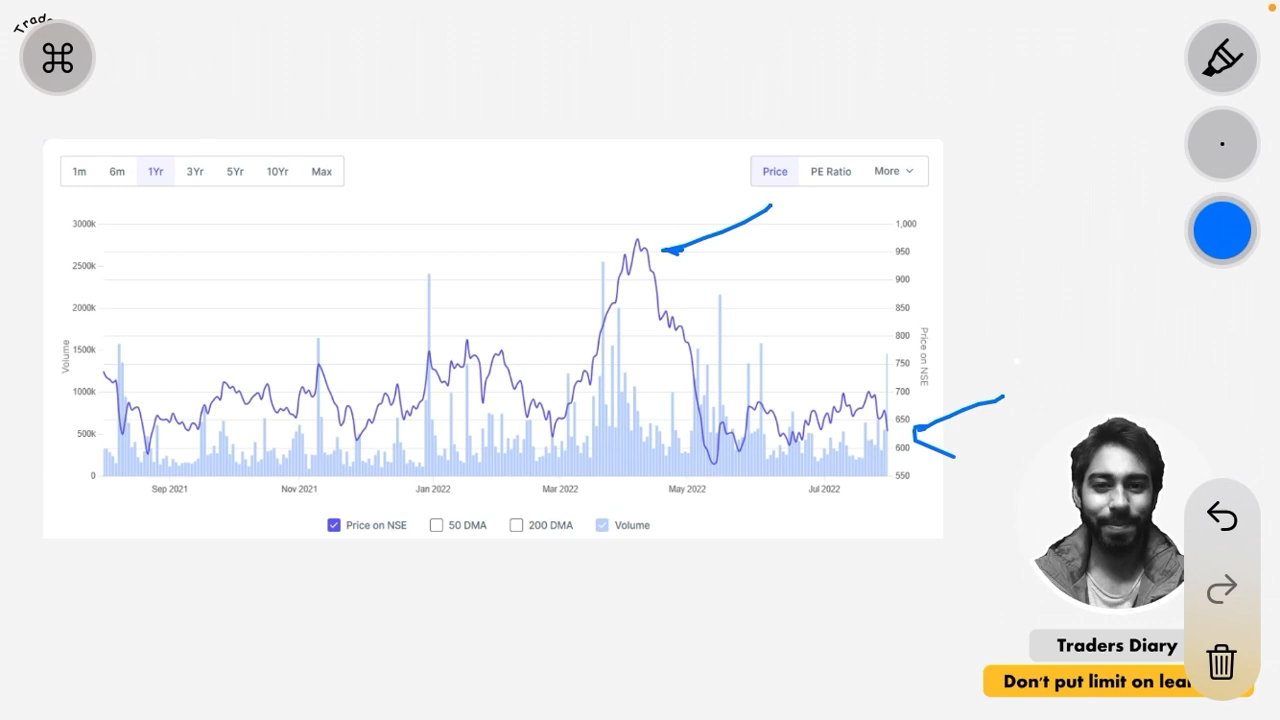 Trad
1m 6m 1Yr 3Yr 5Yr 10Yr Max
Price PE Ratio More
3000k
2500k
2000k
1500k
1000k
500k
0
Volume
1,000
950
900
850
800
750
700
650
600
550
Price on NSE
Sep 2021 Nov 2021 Jan 2022 Mar 2022 May 2022 Jul 2022
Price on NSE 50 DMA 200 DMA Volume
Traders Diary
Don't put limit on lea